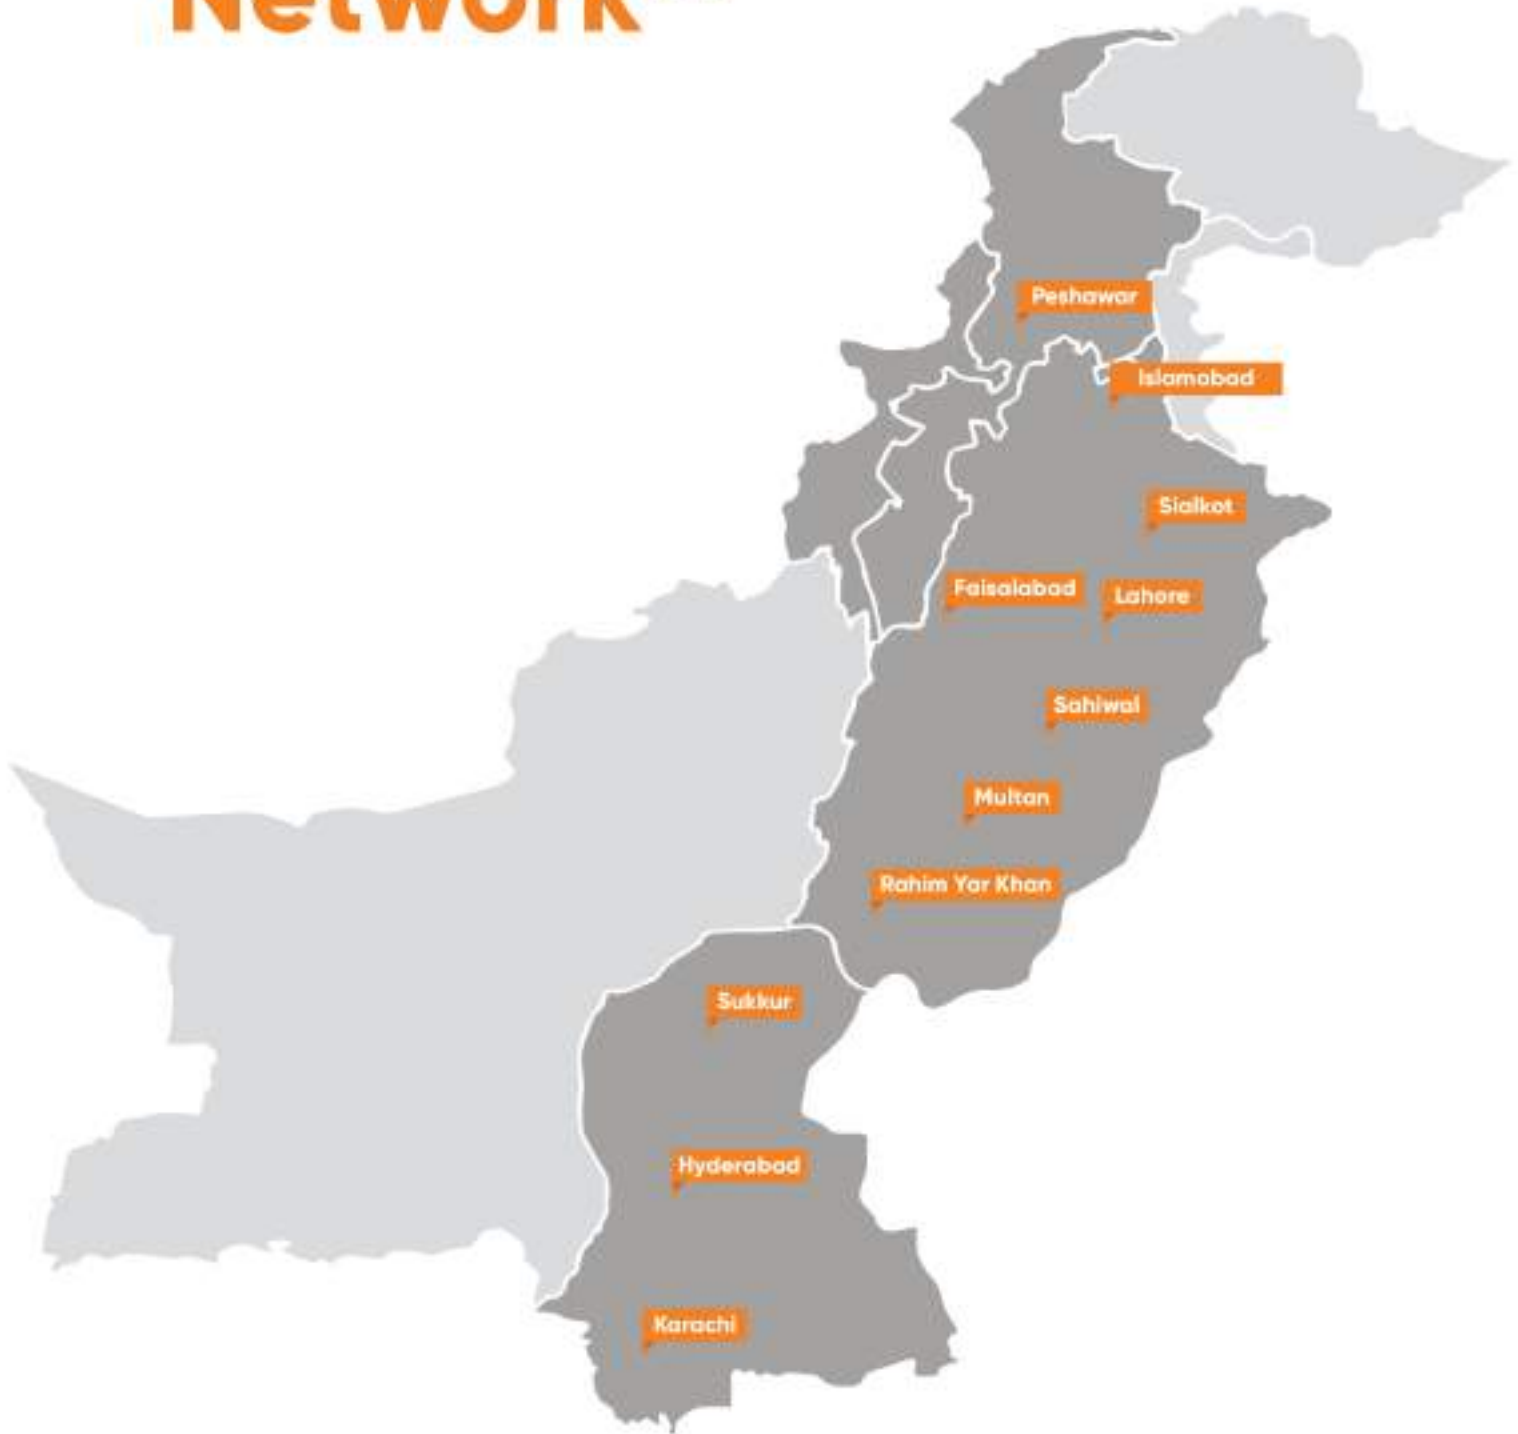 Network
Peshawar
Islamabad
Sialkot
Faisalabad
Lahore
Sahiwal
Multan
Rahim Yar Khan
Sukkur
Hyderabad
Karachi